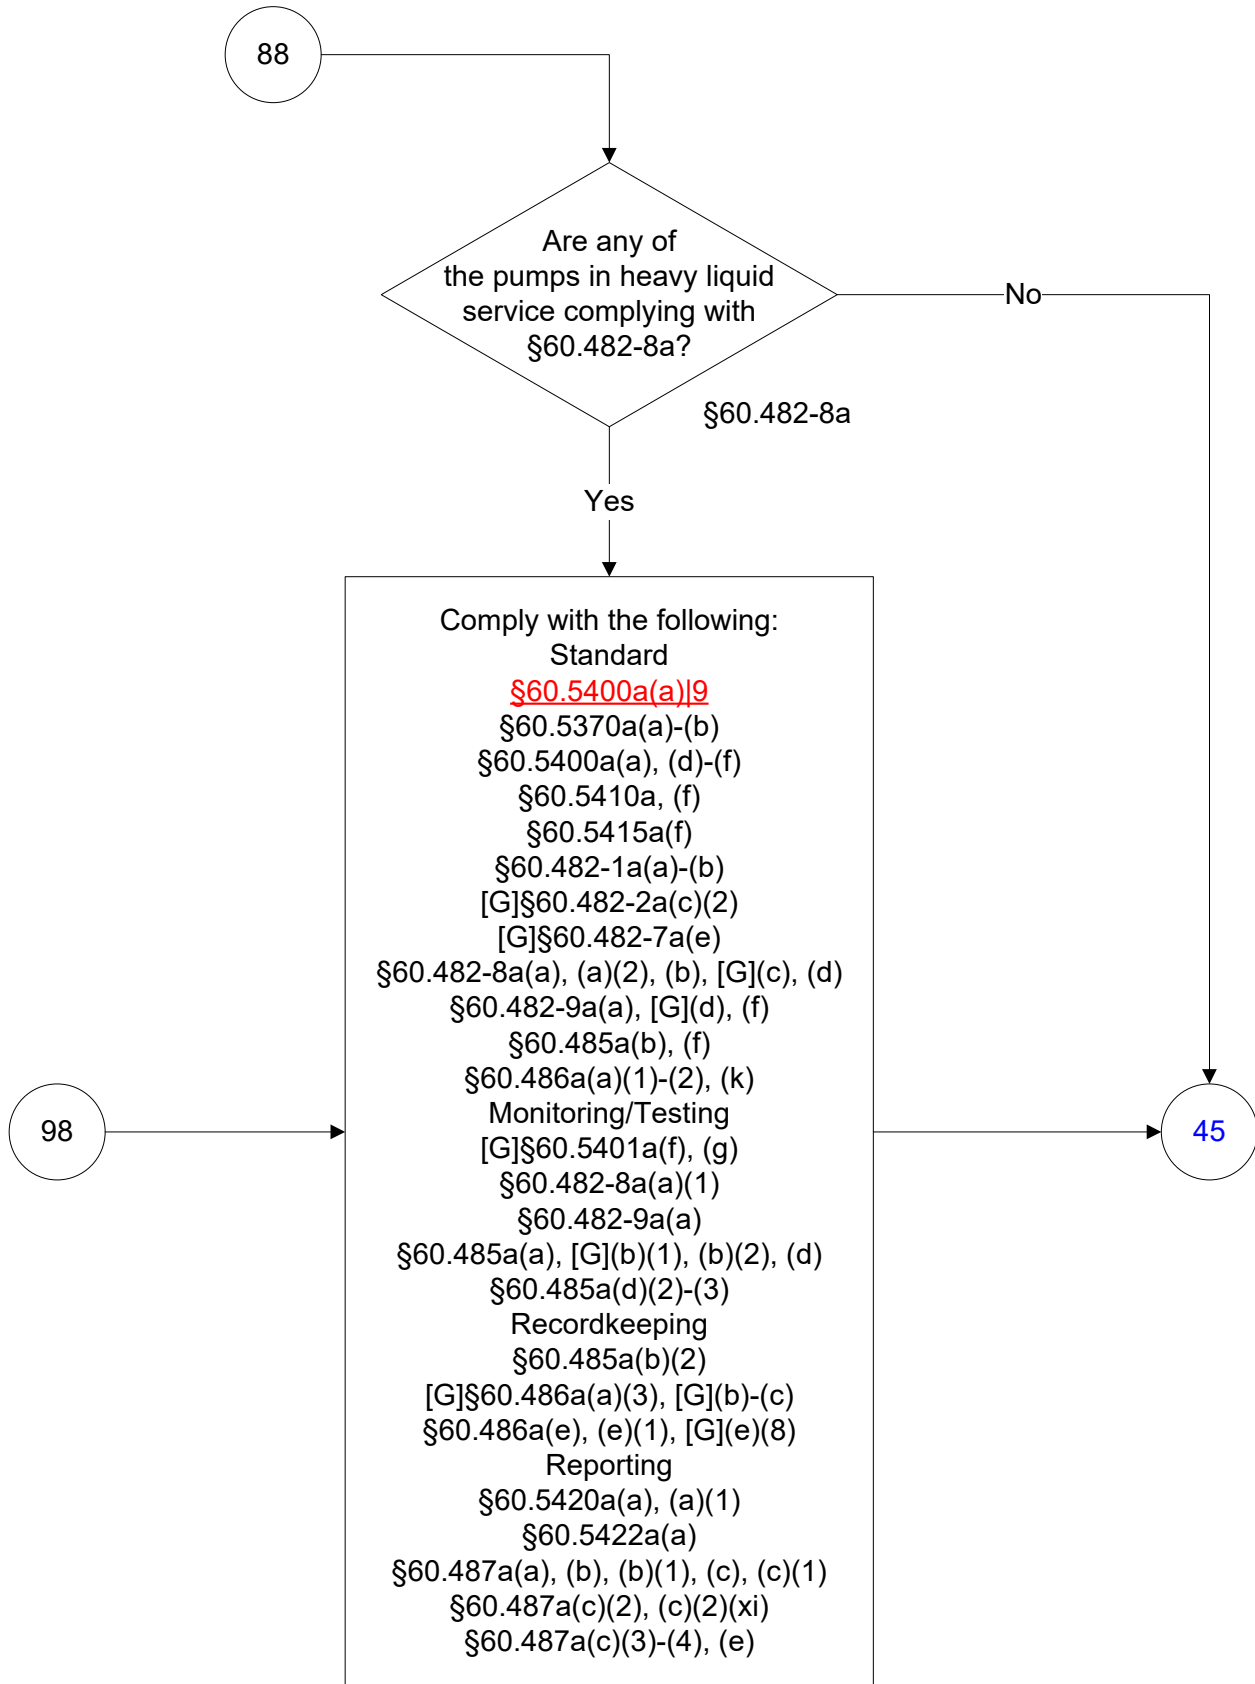 88
Are any of
the pumps in heavy liquid
service complying with
§60.482-8a?
No
§60.482-8a
Yes
Comply with the following:
Standard
§60.5400a(a)|9
§60.5370a(a)-(b)
§60.5400a(a), (d)-(f)
§60.5410a, (f)
§60.5415a(f)
§60.482-1a(a)-(b)
[G]§60.482-2a(c)(2)
[G]§60.482-7a(e)
§60.482-8a(a), (a)(2), (b), [G](c), (d)
§60.482-9a(a), [G](d), (f)
§60.485a(b), (f)
§60.486a(a)(1)-(2), (k)
Monitoring/Testing
[G]§60.5401a(f), (g)
§60.482-8a(a)(1)
§60.482-9a(a)
§60.485a(a), [G](b)(1), (b)(2), (d)
§60.485a(d)(2)-(3)
Recordkeeping
§60.485a(b)(2)
[G]§60.486a(a)(3), [G](b)-(c)
§60.486a(e), (e)(1), [G](e)(8)
Reporting
§60.5420a(a), (a)(1)
§60.5422a(a)
§60.487a(a), (b), (b)(1), (c), (c)(1)
§60.487a(c)(2), (c)(2)(xi)
§60.487a(c)(3)-(4), (e)
98
45